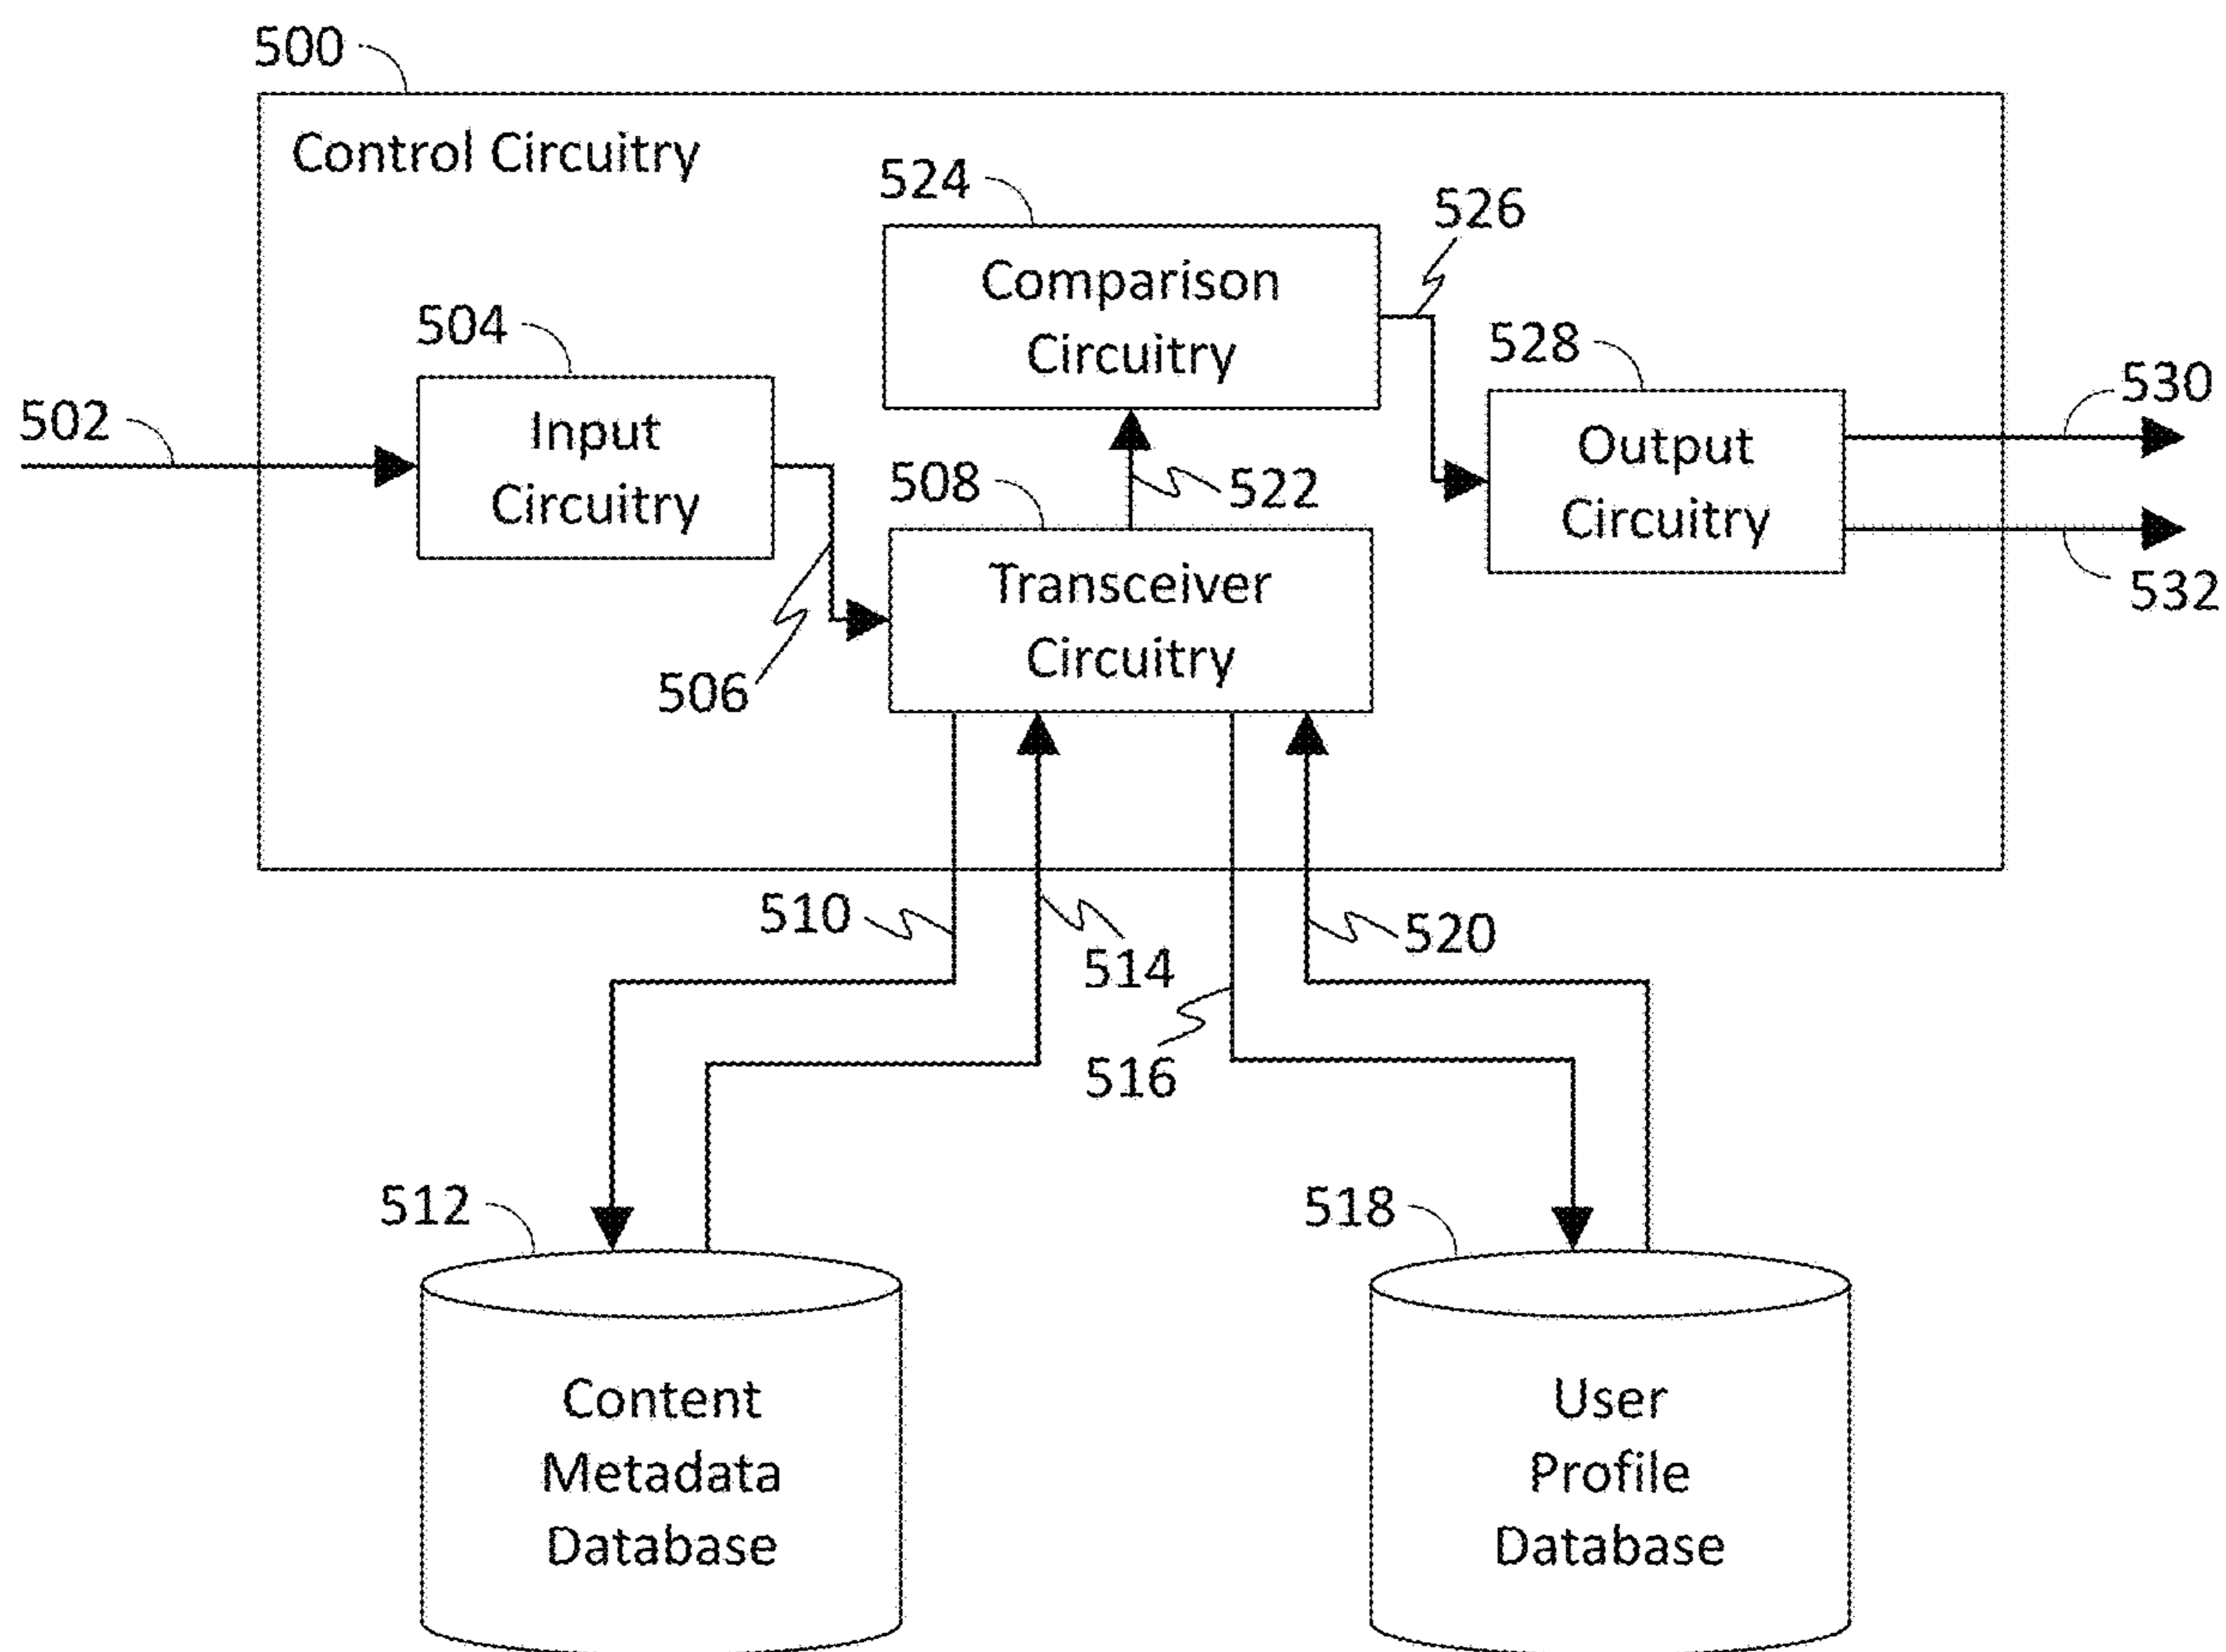 500
Control Circuitry
524
526
Comparison
Circuitry
504
528
530
502
Input
Circuitry
Output
Circuitry
508
522
532
Transceiver
Circuitry
506
510
514
520
516
512
518
Content
Metadata
Database
User
Profile
Database